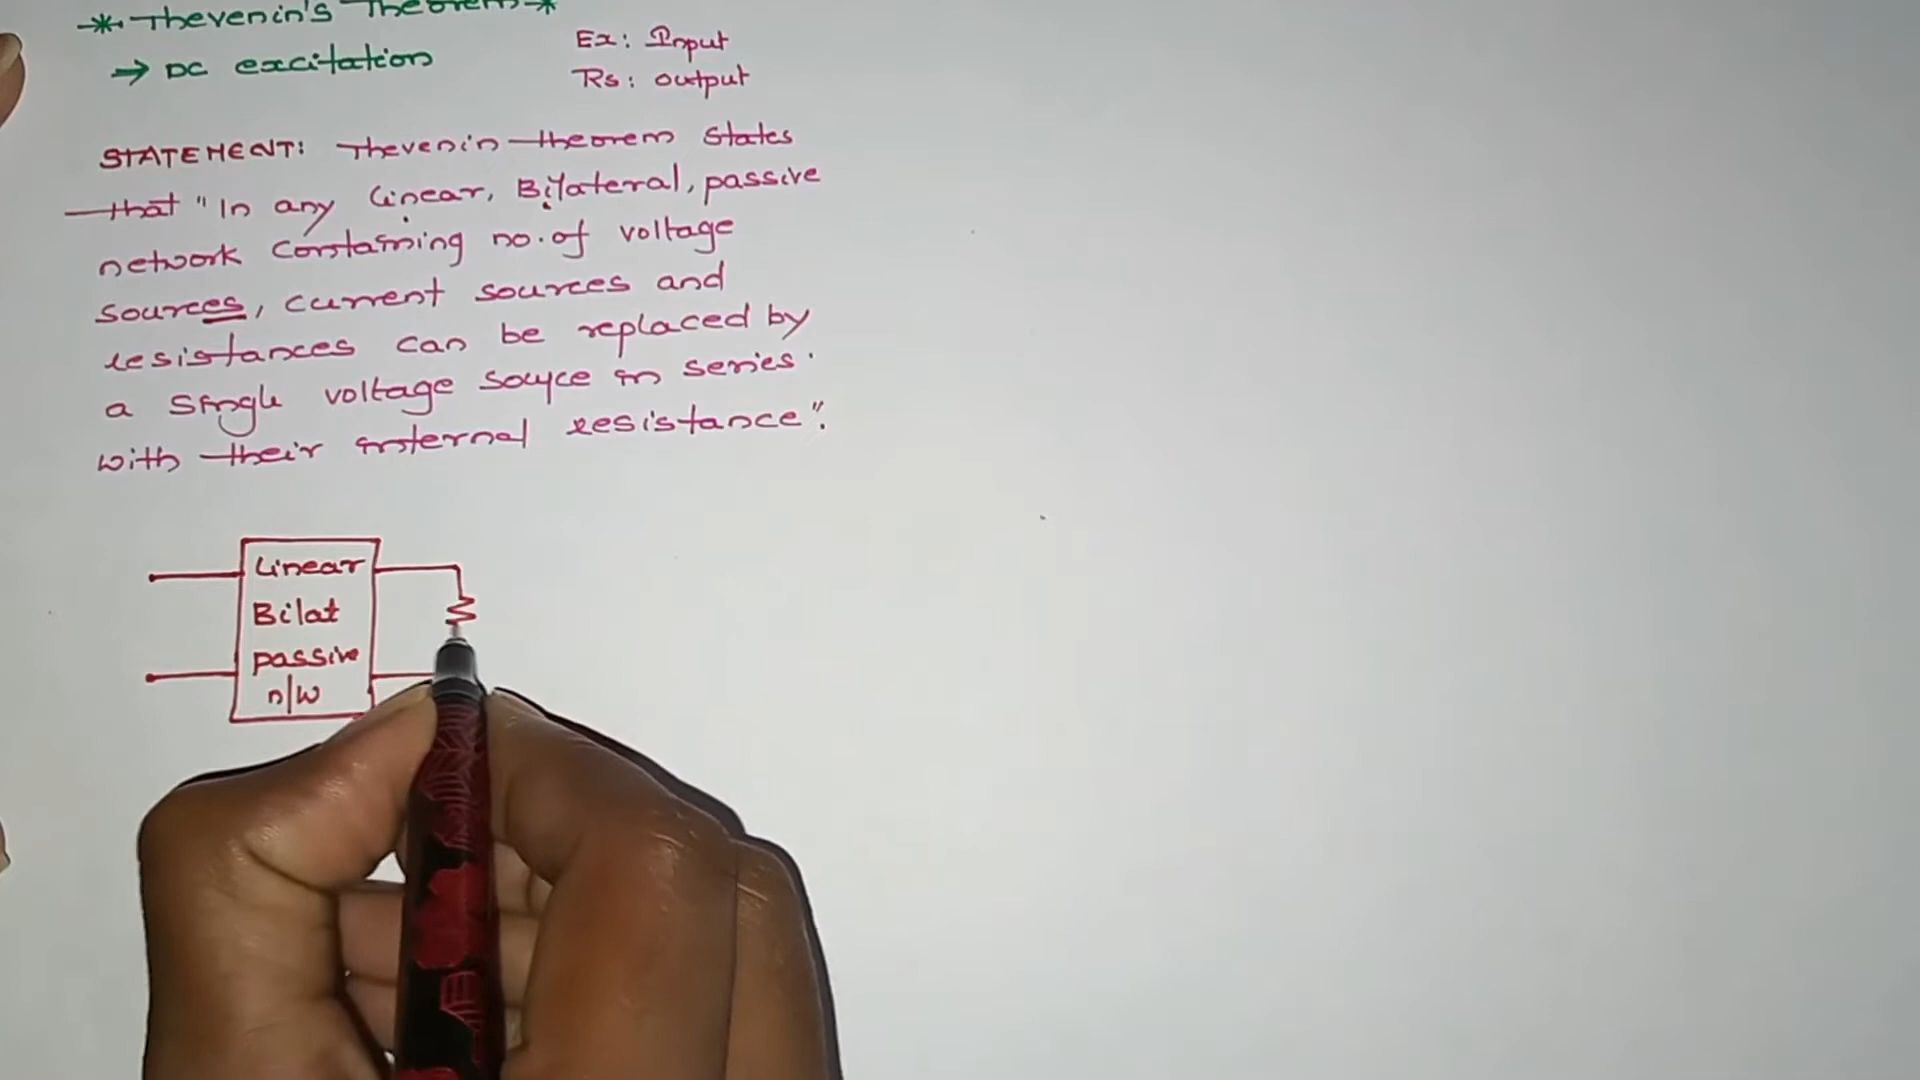 Thevenin's Theorem
→ DC excitation
Ex: Input
Rs: output
STATEMENT: Thevenin theorem states
that "In any Linear, Bilateral, passive
network containing no. of voltage
sources, current sources and
resistances can be replaced by
a single voltage source in series
with their internal resistance".
Linear
Bilat
passive
n/w